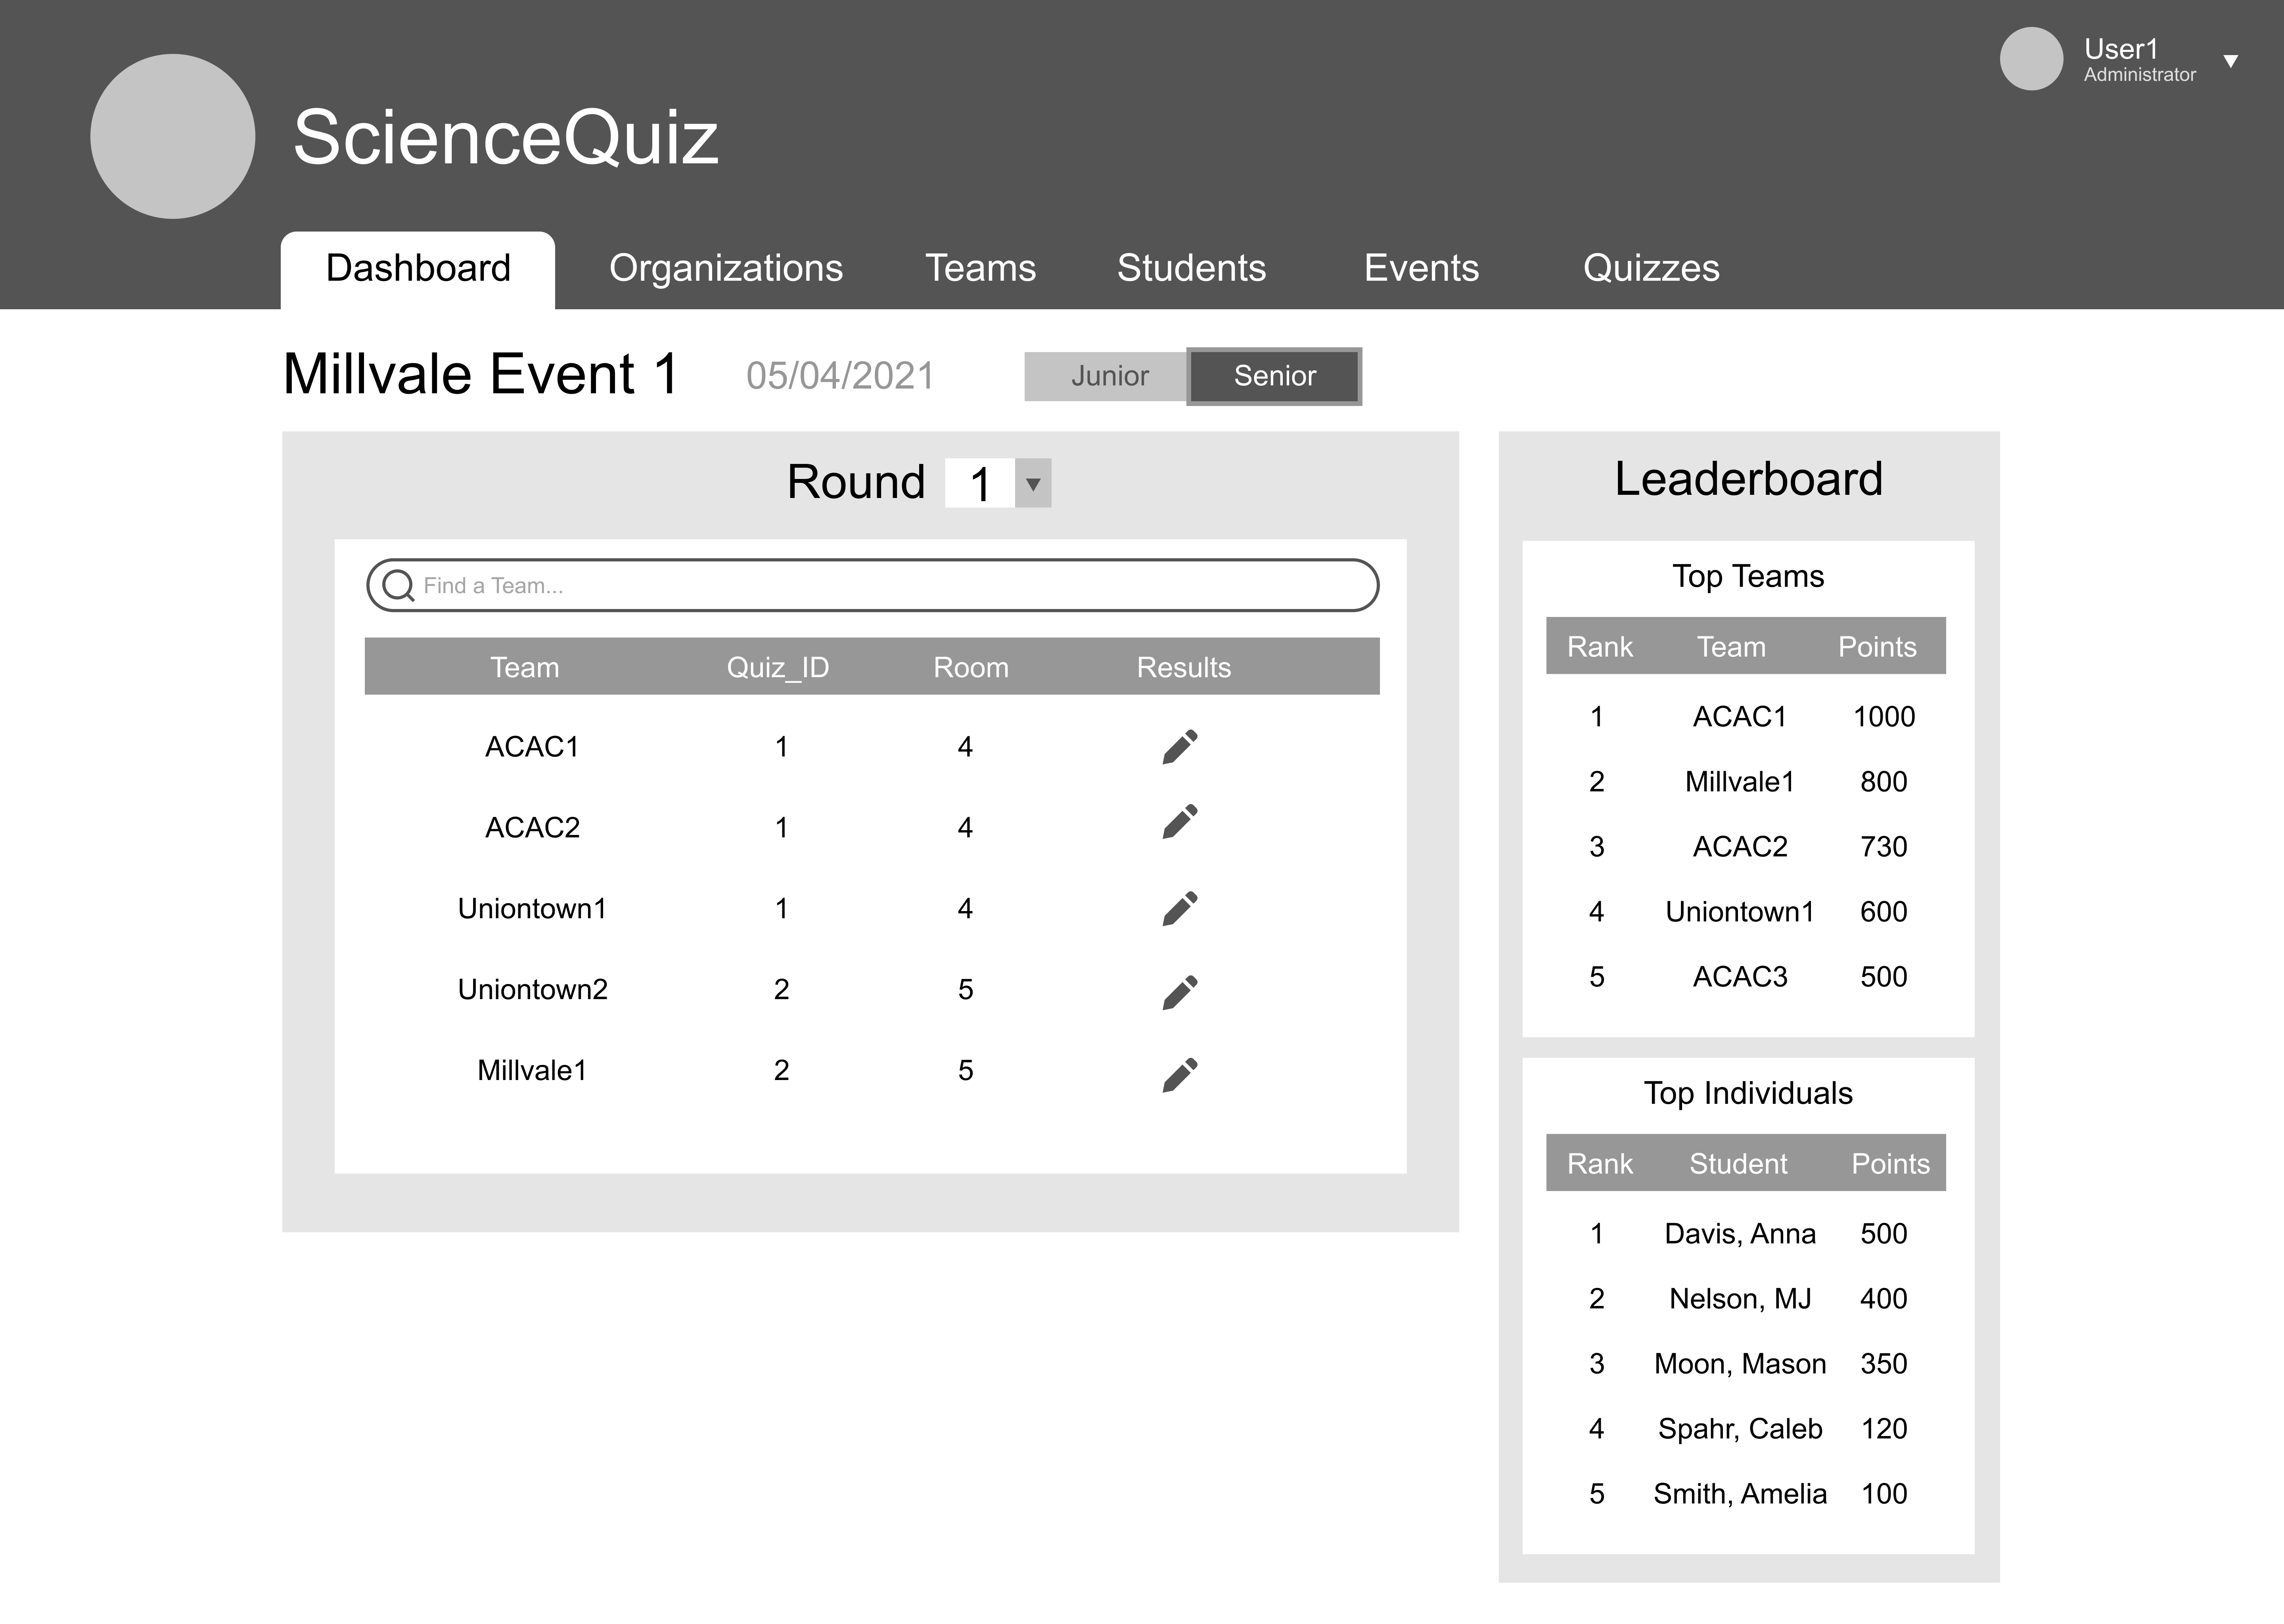 User1
Administrator
ScienceQuiz
Dashboard Organizations Teams Students Events Quizzes
Millvale Event 1 05/04/2021 Junior Senior
Round 1
Find a Team...
Team Quiz_ID Room Results
ACAC1 1 4
ACAC2 1 4
Uniontown1 1 4
Uniontown2 2 5
Millvale1 2 5
Leaderboard
Top Teams
Rank Team Points
1 ACAC1 1000
2 Millvale1 800
3 ACAC2 730
4 Uniontown1 600
5 ACAC3 500
Top Individuals
Rank Student Points
1 Davis, Anna 500
2 Nelson, MJ 400
3 Moon, Mason 350
4 Spahr, Caleb 120
5 Smith, Amelia 100